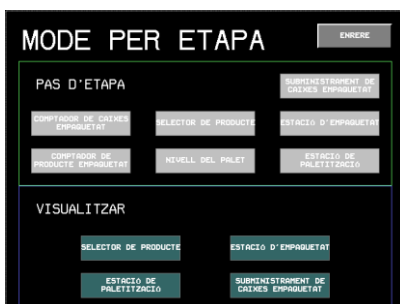 MODE PER ETAPA
ENRERE
PAS D'ETAPA
SUBMINISTRAMENT DE
CAIXES EMPAQUETAT
COMPTADOR DE CAIXES
EMPAQUETAT
SELECTOR DE PRODUCTE
ESTACIÓ D'EMPAQUETAT
COMPTADOR DE
PRODUCTE EMPAQUETAT
NIVELL DEL PALET
ESTACIÓ DE
PALETITZACIÓ
VISUALITZAR
SELECTOR DE PRODUCTE
ESTACIÓ D'EMPAQUETAT
ESTACIÓ DE
PALETITZACIÓ
SUBMINISTRAMENT DE
CAIXES EMPAQUETAT